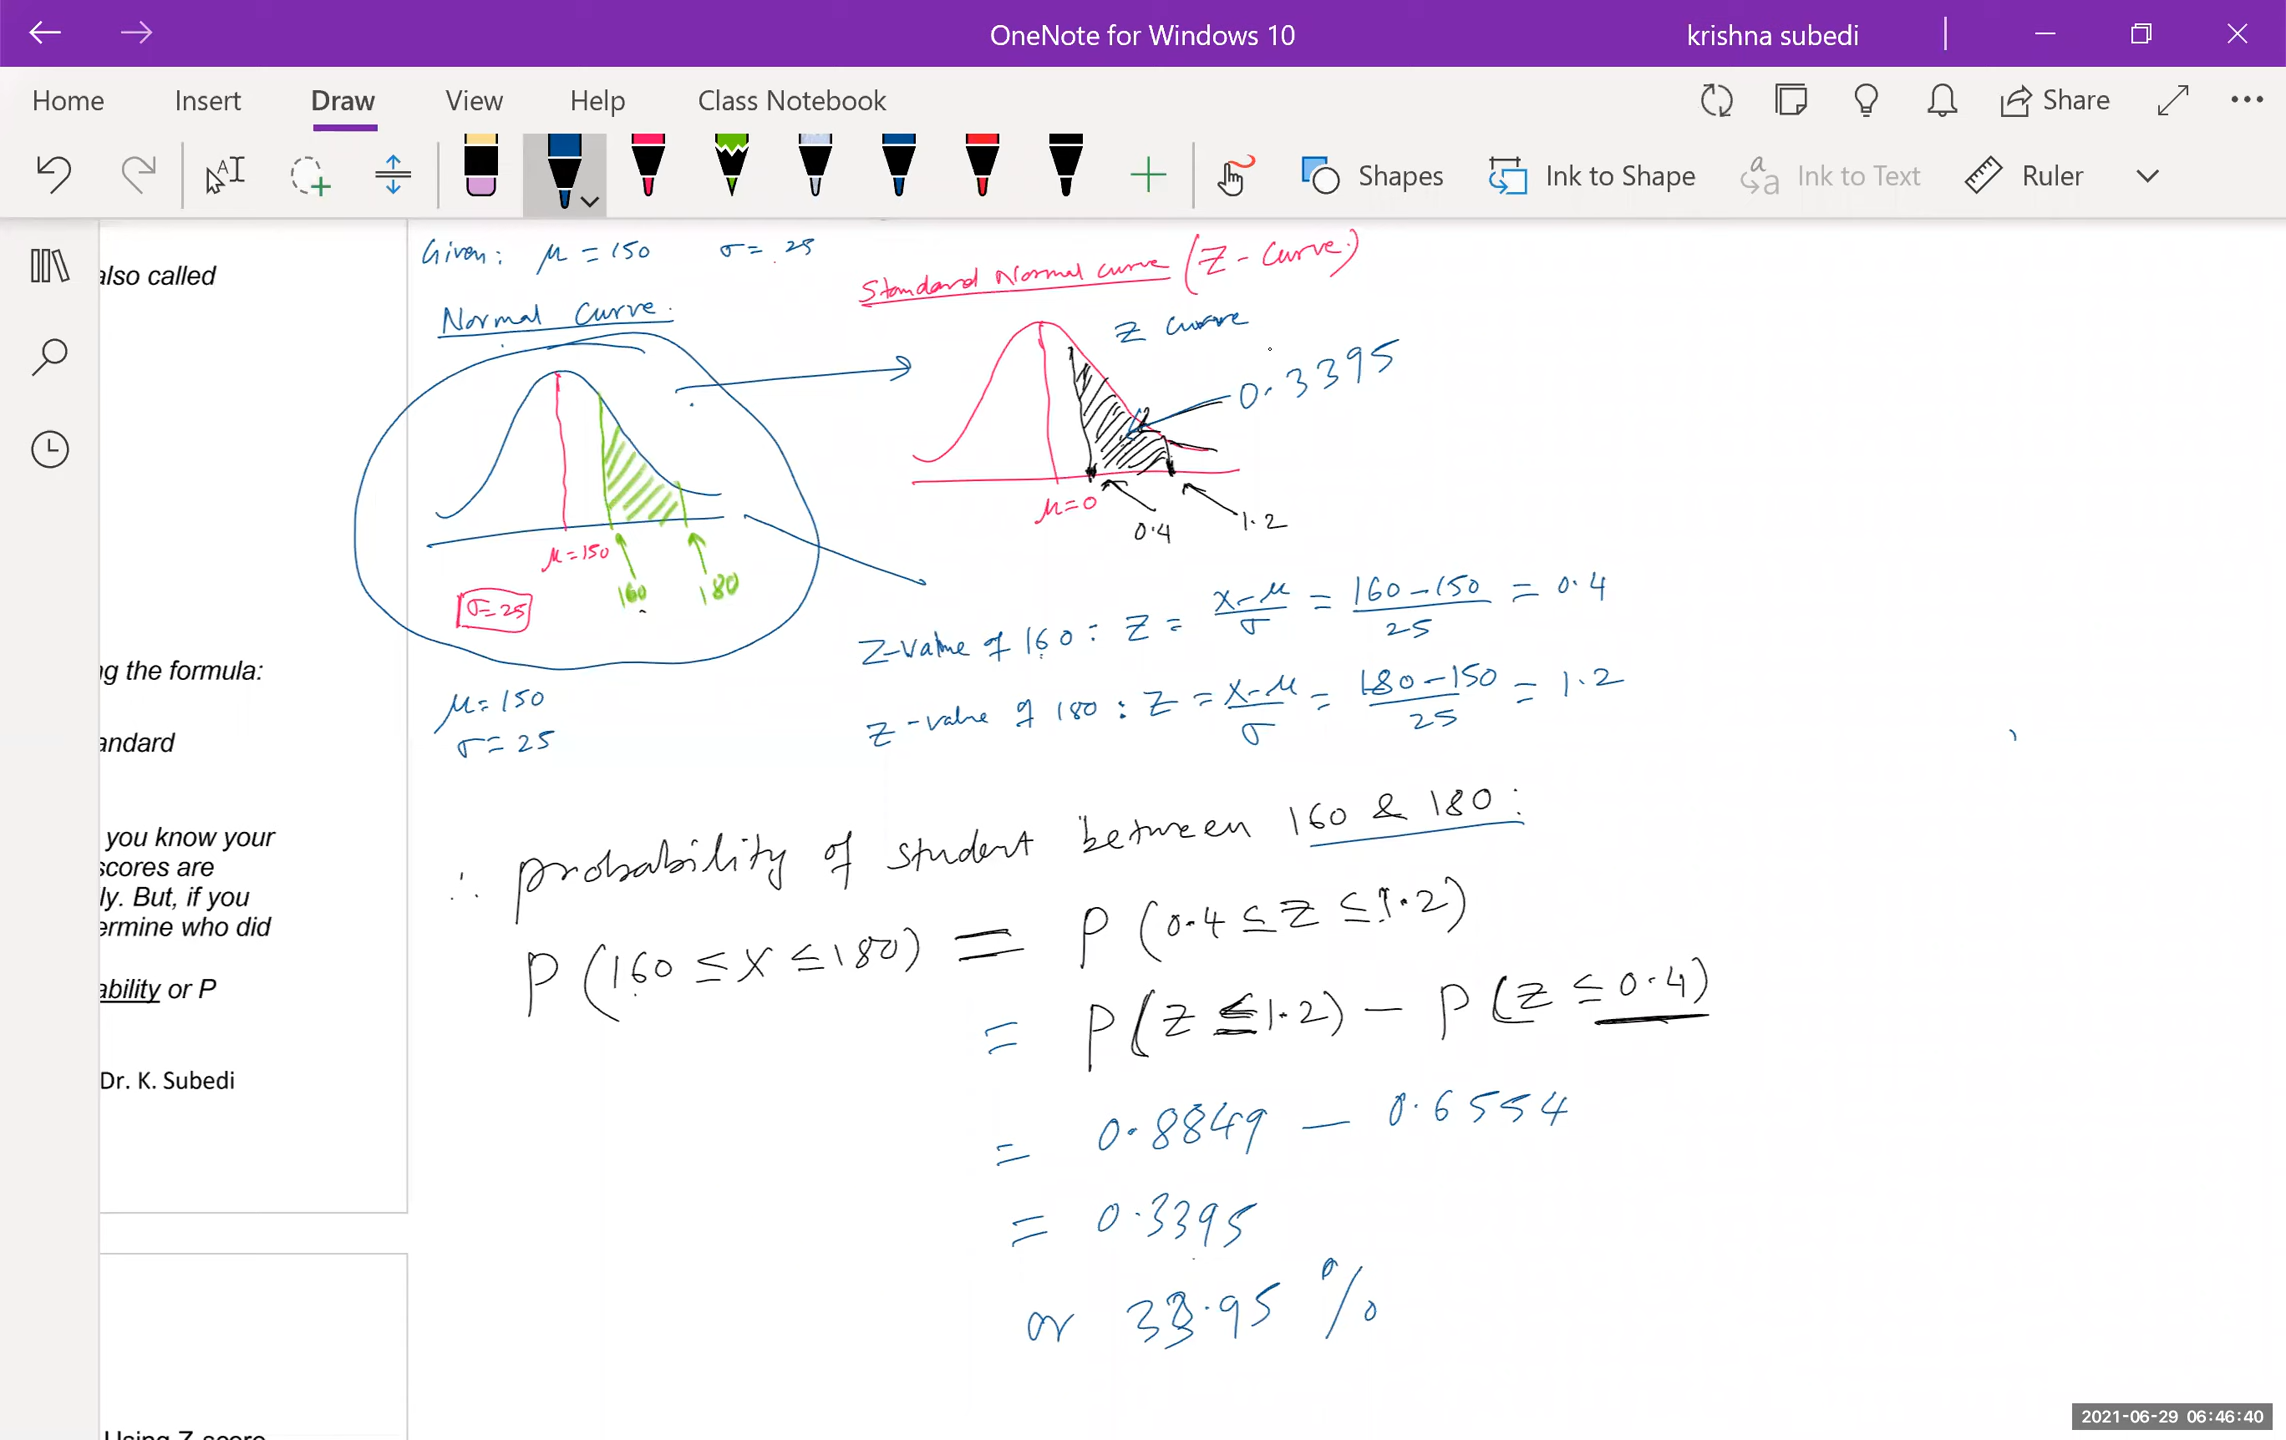 OneNote for Windows 10
krishna subedi
Home Insert Draw View Help Class Notebook
Share
Shapes Ink to Shape Ink to Text Ruler
also called
ng the formula:
andard
you know your
scores are
ly. But, if you
ermine who did
ability or P
Dr. K. Subedi
Using Z-score
Given: μ = 150 σ = 25
Normal Curve.
μ = 150
160 180
σ = 25
μ = 150
σ = 25
Standard Normal curve (Z - Curve.)
Z curve
0.3395
μ = 0
0.4
1.2
Z-value of 160 : Z = x-μ/σ = 160-150/25 = 0.4
Z-value of 180 : Z = x-μ/σ = 180-150/25 = 1.2
∴ probability of student between 160 & 180 :
P (160 ≤ x ≤ 180) = P (0.4 ≤ Z ≤ 1.2)
= P(Z ≤ 1.2) - P(Z ≤ 0.4)
= 0.8849 - 0.6554
= 0.3395
or 33.95 %
2021-06-29 06:46:40